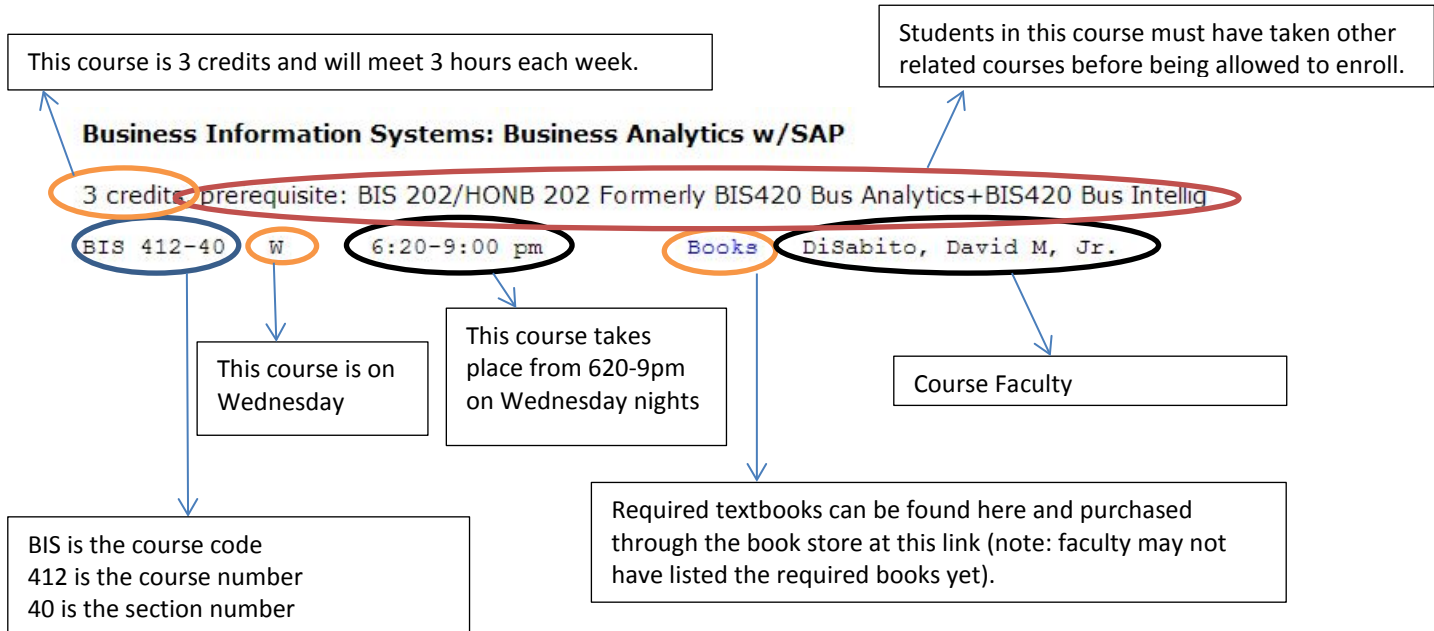 This course is 3 credits and will meet 3 hours each week.
Students in this course must have taken other
related courses before being allowed to enroll.
Business Information Systems: Business Analytics w/SAP
3 credits prerequisite: BIS 202/HONB 202 Formerly BIS420 Bus Analytics+BIS420 Bus Intellig
BIS 412-40 W 6:20-9:00 pm Books DiSabito, David M, Jr.
This course is on
Wednesday
This course takes
place from 620-9pm
on Wednesday nights
Course Faculty
BIS is the course code
412 is the course number
40 is the section number
Required textbooks can be found here and purchased
through the book store at this link (note: faculty may not
have listed the required books yet).